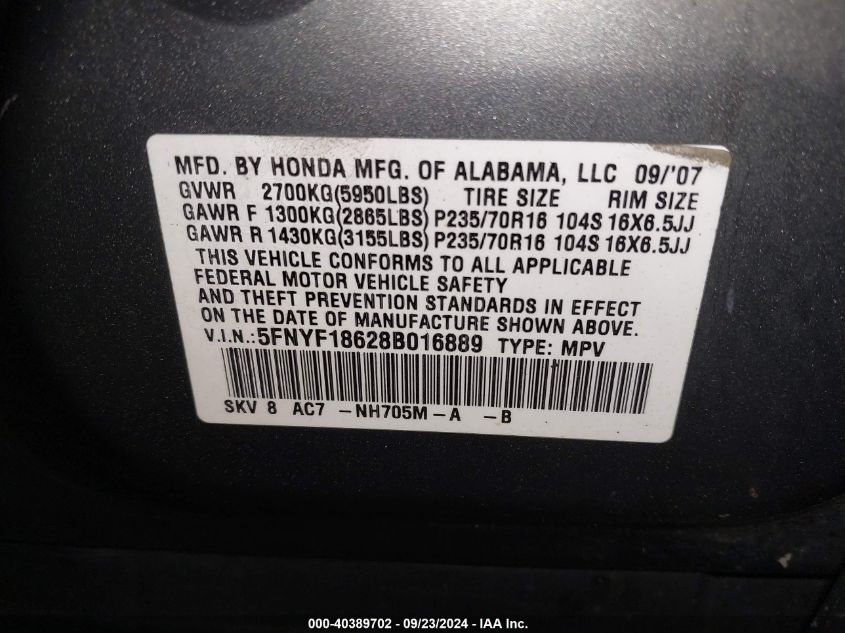 MFD. BY HONDA MFG. OF ALABAMA, LLC 09/'07
GVWR 2700KG(5950LBS) TIRE SIZE RIM SIZE
GAWR F 1300KG(2865LBS) P235/70R16 104S 16X6.5JJ
GAWR R 1430KG(3155LBS) P235/70R16 104S 16X6.5JJ
THIS VEHICLE CONFORMS TO ALL APPLICABLE
FEDERAL MOTOR VEHICLE SAFETY
AND THEFT PREVENTION STANDARDS IN EFFECT
ON THE DATE OF MANUFACTURE SHOWN ABOVE.
V.I.N.:5FNYF18628B016889 TYPE: MPV
SKV 8 AC7 -NH705M-A -B
000-40389702 - 09/23/2024 - IAA Inc.